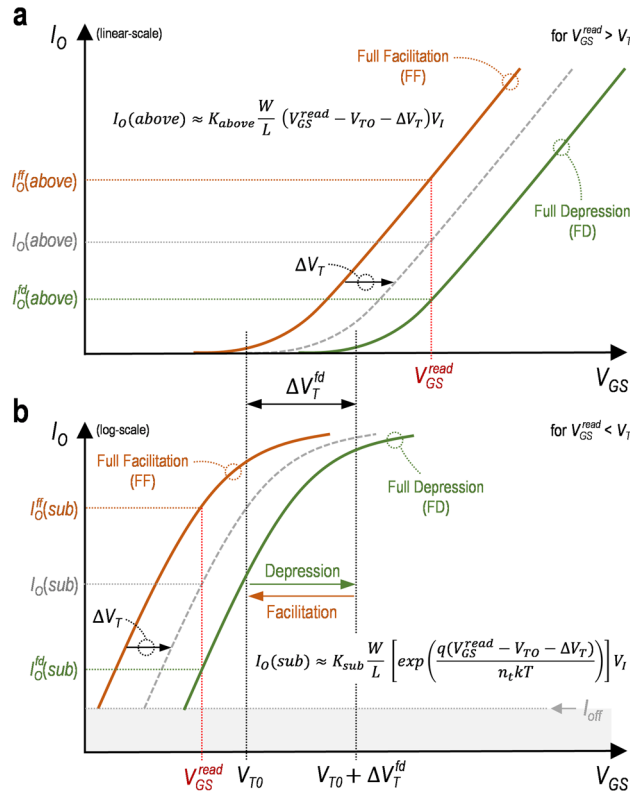 a
I_O (linear-scale)
for V_GS^read > V_T
Full Facilitation
(FF)
I_O(above) ≈ K_above W/L (V_GS^read − V_TO − ΔV_T)V_I
I_O^ff(above)
I_O(above)
I_O^fd(above)
Full Depression
(FD)
ΔV_T
V_GS^read
V_GS
ΔV_T^fd
b
I_O (log-scale)
for V_GS^read < V_T
Full Facilitation
(FF)
Full Depression
(FD)
I_O^ff(sub)
I_O(sub)
I_O^fd(sub)
Depression
Facilitation
ΔV_T
I_O(sub) ≈ K_sub W/L [exp(q(V_GS^read − V_TO − ΔV_T)/n_t kT)] V_I
I_off
V_GS^read
V_T0
V_T0 + ΔV_T^fd
V_GS